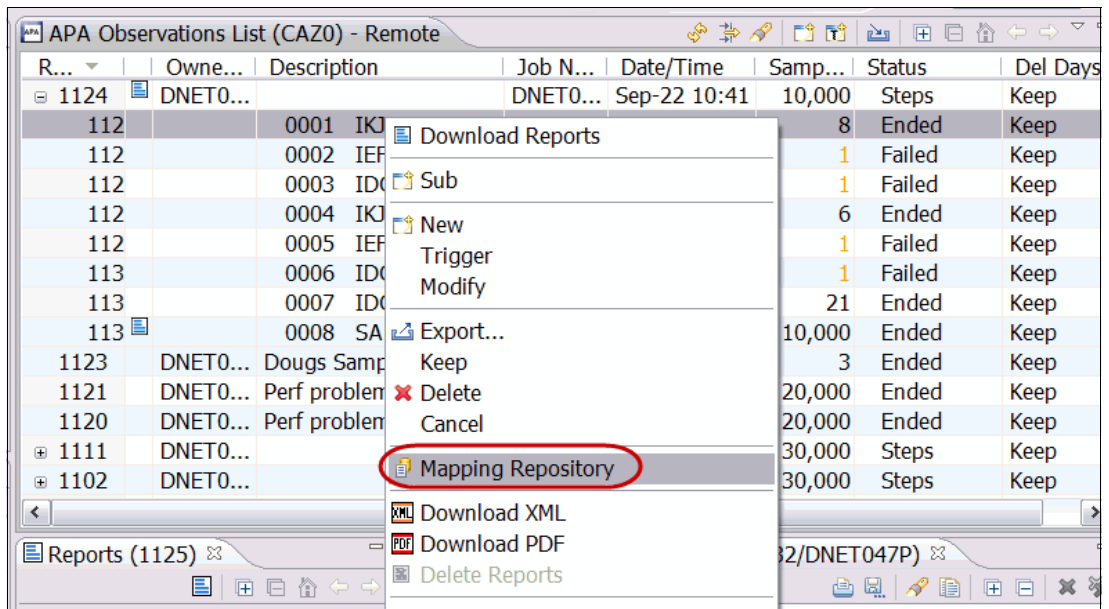 APA Observations List (CAZ0) - Remote
R... Owne... Description Job N... Date/Time Samp... Status Del Days
1124 DNET0... DNET0... Sep-22 10:41 10,000 Steps Keep
112 0001 IKJ 8 Ended Keep
112 0002 IEF 1 Failed Keep
112 0003 1 Failed Keep
112 0004 IKJ 6 Ended Keep
112 0005 IEF 1 Failed Keep
113 0006 1 Failed Keep
113 0007 21 Ended Keep
113 0008 SA 10,000 Ended Keep
1123 DNET0... Dougs Samp 3 Ended Keep
1121 DNET0... Perf problem 20,000 Ended Keep
1120 DNET0... Perf problem 20,000 Ended Keep
1111 DNET0... 30,000 Steps Keep
1102 DNET0... 30,000 Steps Keep
Download Reports
Sub
New
Trigger
Modify
Export...
Keep
Delete
Cancel
Mapping Repository
XML Download XML
PDF Download PDF
Delete Reports
Reports (1125)
32/DNET047P)